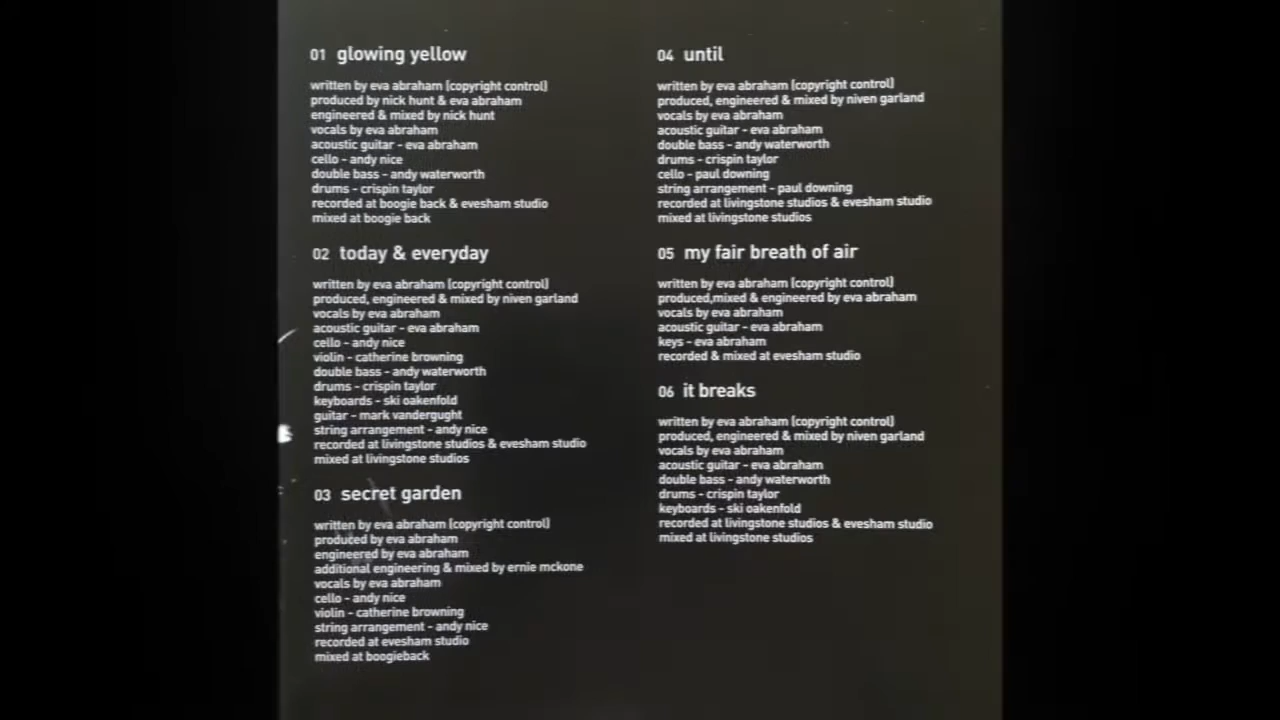 01 glowing yellow
written by eva abraham [copyright control]
produced by nick hunt & eva abraham
engineered & mixed by nick hunt
vocals by eva abraham
acoustic guitar - eva abraham
cello - andy nice
double bass - andy waterworth
drums - crispin taylor
recorded at boogie back & evesham studio
mixed at boogie back
02 today & everyday
written by eva abraham [copyright control]
produced, engineered & mixed by niven garland
vocals by eva abraham
acoustic guitar - eva abraham
cello - andy nice
violin - catherine browning
double bass - andy waterworth
drums - crispin taylor
keyboards - ski oakenfold
guitar - mark vandergught
string arrangement - andy nice
recorded at livingstone studios & evesham studio
mixed at livingstone studios
03 secret garden
written by eva abraham [copyright control]
produced by eva abraham
engineered by eva abraham
additional engineering & mixed by ernie mckone
vocals by eva abraham
cello - andy nice
violin - catherine browning
string arrangement - andy nice
recorded at evesham studio
mixed at boogieback
04 until
written by eva abraham [copyright control]
produced, engineered & mixed by niven garland
vocals by eva abraham
acoustic guitar - eva abraham
double bass - andy waterworth
drums - crispin taylor
cello - paul downing
string arrangement - paul downing
recorded at livingstone studios & evesham studio
mixed at livingstone studios
05 my fair breath of air
written by eva abraham [copyright control]
produced,mixed & engineered by eva abraham
vocals by eva abraham
acoustic guitar - eva abraham
keys - eva abraham
recorded & mixed at evesham studio
06 it breaks
written by eva abraham [copyright control]
produced, engineered & mixed by niven garland
vocals by eva abraham
acoustic guitar - eva abraham
double bass - andy waterworth
drums - crispin taylor
keyboards - ski oakenfold
recorded at livingstone studios & evesham studio
mixed at livingstone studios